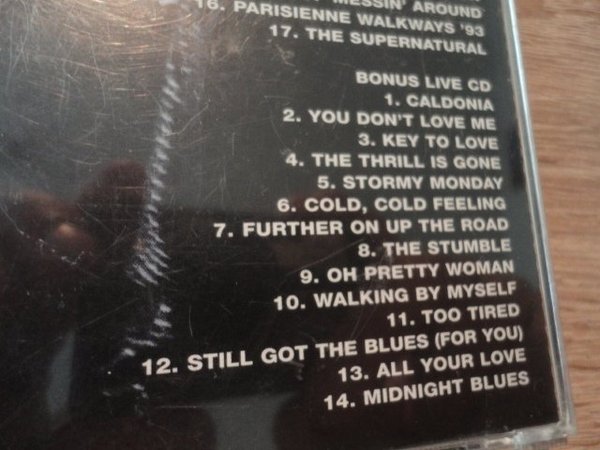 MESSIN' AROUND
16. PARISIENNE WALKWAYS '93
17. THE SUPERNATURAL
BONUS LIVE CD
1. CALDONIA
2. YOU DON'T LOVE ME
3. KEY TO LOVE
4. THE THRILL IS GONE
5. STORMY MONDAY
6. COLD, COLD FEELING
7. FURTHER ON UP THE ROAD
8. THE STUMBLE
9. OH PRETTY WOMAN
10. WALKING BY MYSELF
11. TOO TIRED
12. STILL GOT THE BLUES (FOR YOU)
13. ALL YOUR LOVE
14. MIDNIGHT BLUES